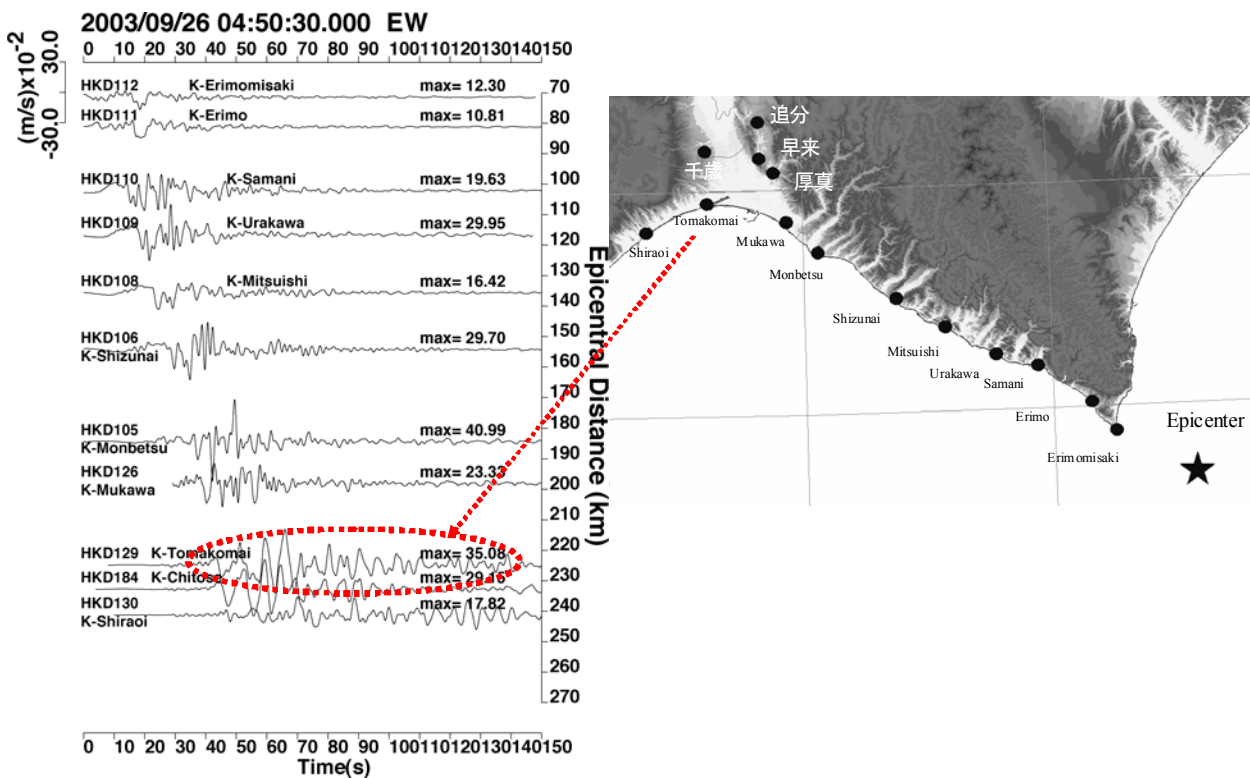 2003/09/26 04:50:30.000 EW
0 10 20 30 40 50 60 70 80 90 100 110 120 130 140 150
(m/s)x10-2
30.0
-30.0
HKD112 K-Erimomisaki max= 12.30
HKD111 K-Erimo max= 10.81
HKD110 K-Samani max= 19.63
HKD109 K-Urakawa max= 29.95
HKD108 K-Mitsuishi max= 16.42
HKD106 max= 29.70
K-Shizunai
HKD105 max= 40.99
K-Monbetsu
HKD126 max= 23.33
K-Mukawa
HKD129 K-Tomakomai max= 35.08
HKD184 K-Chitose max= 29.15
HKD130 max= 17.82
K-Shiraoi
70
80
90
100
110
120
130
140
150
160
170
180
190
200
210
220
230
240
250
260
270
Epicentral Distance (km)
0 10 20 30 40 50 60 70 80 90 100 110 120 130 140 150
Time(s)
追分
早来
千歳
厚真
Tomakomai
Shiraoi
Mukawa
Monbetsu
Shizunai
Mitsuishi
Urakawa
Samani
Erimo
Erimomisaki
Epicenter